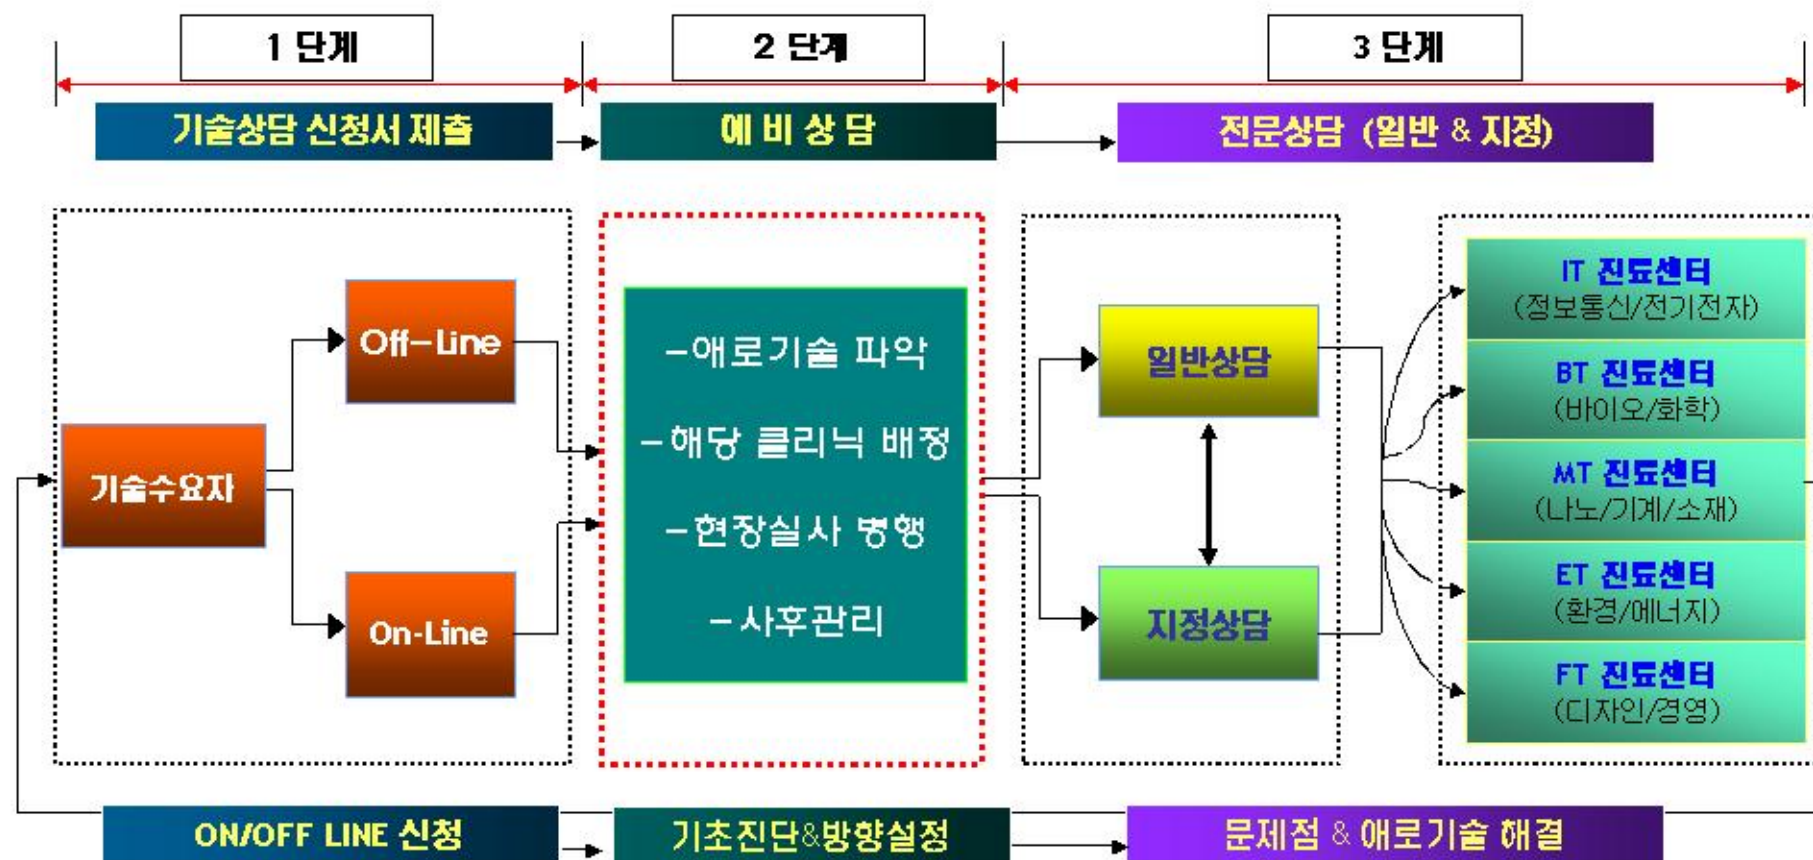 1 단계
2 단계
3 단계
기술상담 신청서 제출
예 비 상 담
전문상담 (일반 & 지정)
기술수요자
Off-Line
On-Line
-애로기술 파악
-해당 클리닉 배정
-현장실사 병행
-사후관리
일반상담
지정상담
IT 진료센터
(정보통신/전기전자)
BT 진료센터
(바이오/화학)
MT 진료센터
(나노/기계/소재)
ET 진료센터
(환경/에너지)
FT 진료센터
(디자인/경영)
ON/OFF LINE 신청
기초진단&방향설정
문제점 & 애로기술 해결